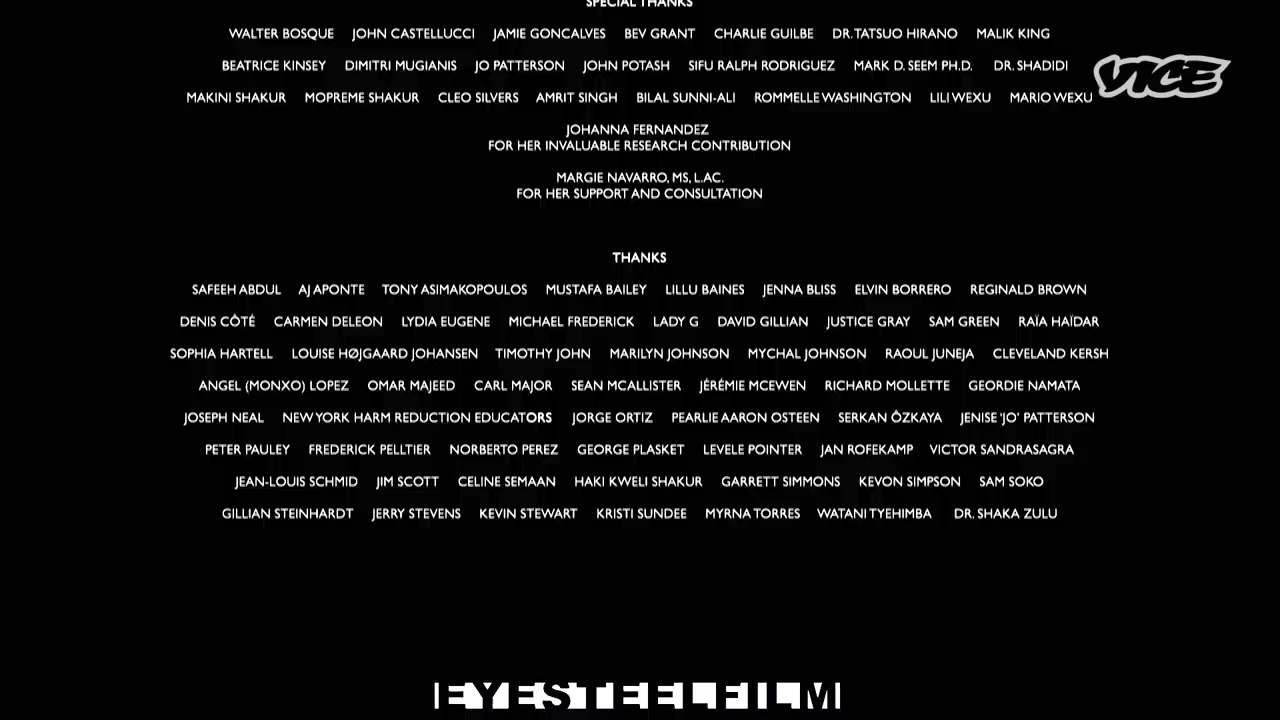 SPECIAL THANKS
WALTER BOSQUE JOHN CASTELLUCCI JAMIE GONCALVES BEV GRANT CHARLIE GUILBE DR. TATSUO HIRANO MALIK KING
BEATRICE KINSEY DIMITRI MUGIANIS JO PATTERSON JOHN POTASH SIFU RALPH RODRIGUEZ MARK D. SEEM PH.D. DR. SHADIDI
MAKINI SHAKUR MOPREME SHAKUR CLEO SILVERS AMRIT SINGH BILAL SUNNI-ALI ROMMELLE WASHINGTON LILI WEXU MARIO WEXU
VICE
JOHANNA FERNANDEZ
FOR HER INVALUABLE RESEARCH CONTRIBUTION
MARGIE NAVARRO, MS, L.AC.
FOR HER SUPPORT AND CONSULTATION
THANKS
SAFEEH ABDUL AJ APONTE TONY ASIMAKOPOULOS MUSTAFA BAILEY LILLU BAINES JENNA BLISS ELVIN BORRERO REGINALD BROWN
DENIS CÔTÉ CARMEN DELEON LYDIA EUGENE MICHAEL FREDERICK LADY G DAVID GILLIAN JUSTICE GRAY SAM GREEN RAÏA HAÏDAR
SOPHIA HARTELL LOUISE HØJGAARD JOHANSEN TIMOTHY JOHN MARILYN JOHNSON MYCHAL JOHNSON RAOUL JUNEJA CLEVELAND KERSH
ANGEL (MONXO) LOPEZ OMAR MAJEED CARL MAJOR SEAN MCALLISTER JÉRÉMIE MCEWEN RICHARD MOLLETTE GEORDIE NAMATA
JOSEPH NEAL NEW YORK HARM REDUCTION EDUCATORS JORGE ORTIZ PEARLIE AARON OSTEEN SERKAN ÔZKAYA JENISE 'JO' PATTERSON
PETER PAULEY FREDERICK PELLTIER NORBERTO PEREZ GEORGE PLASKET LEVELE POINTER JAN ROFEKAMP VICTOR SANDRASAGRA
JEAN-LOUIS SCHMID JIM SCOTT CELINE SEMAAN HAKI KWELI SHAKUR GARRETT SIMMONS KEVON SIMPSON SAM SOKO
GILLIAN STEINHARDT JERRY STEVENS KEVIN STEWART KRISTI SUNDEE MYRNA TORRES WATANI TYEHIMBA DR. SHAKA ZULU
EYESTEELFILM